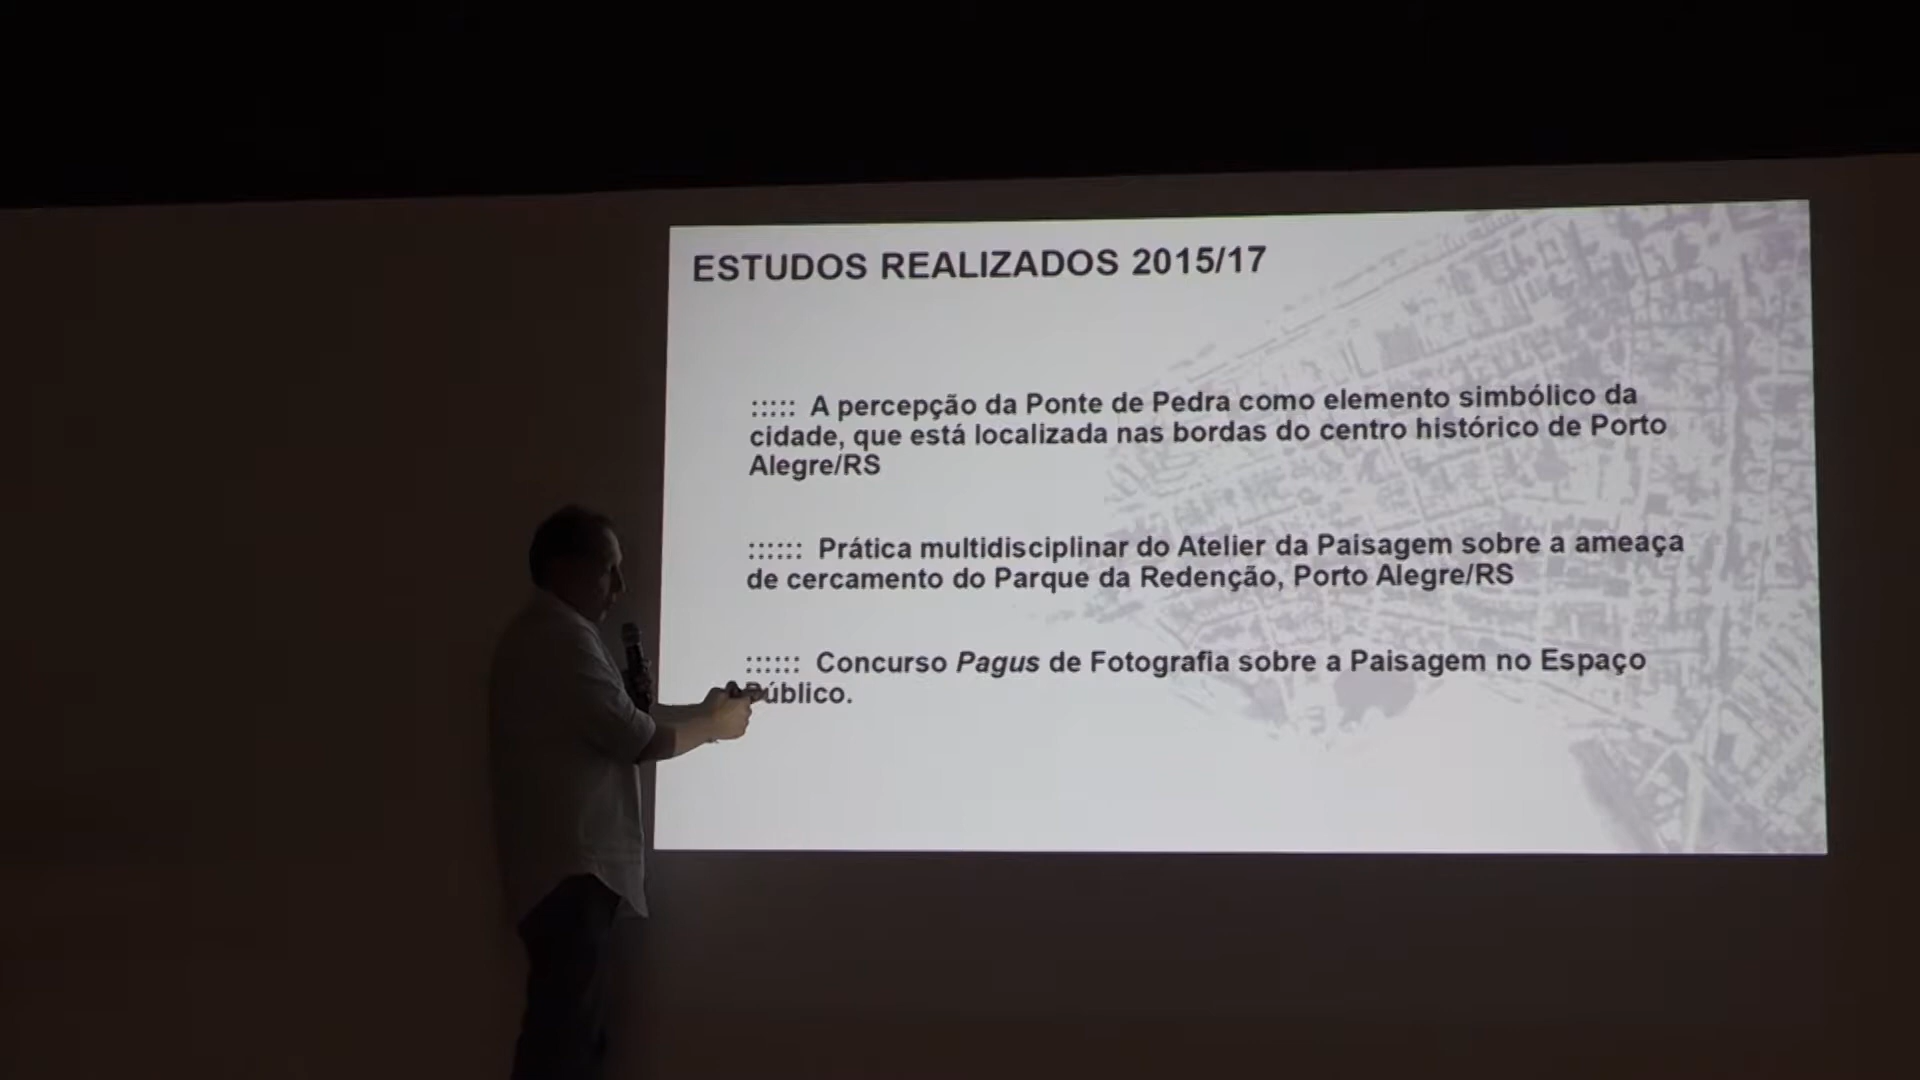 ESTUDOS REALIZADOS 2015/17
::::: A percepção da Ponte de Pedra como elemento simbólico da
cidade, que está localizada nas bordas do centro histórico de Porto
Alegre/RS
:::::: Prática multidisciplinar do Atelier da Paisagem sobre a ameaça
de cercamento do Parque da Redenção, Porto Alegre/RS
:::::: Concurso Pagus de Fotografia sobre a Paisagem no Espaço
Público.